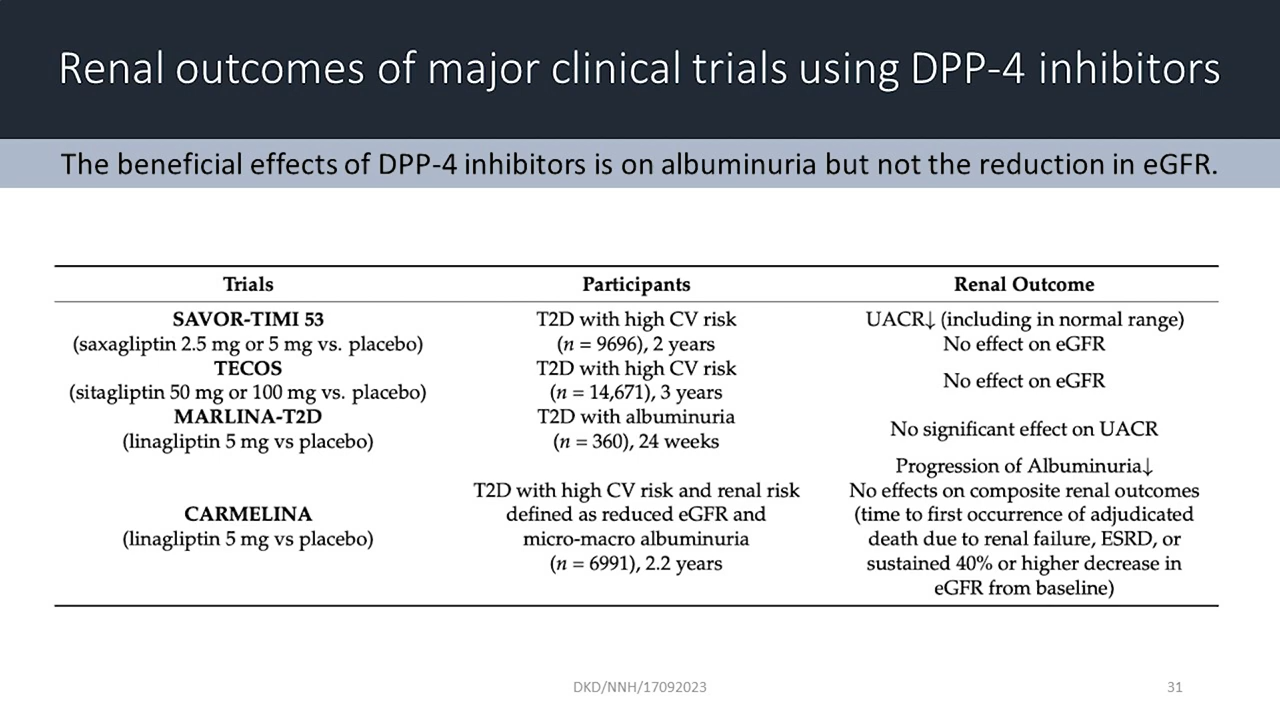 Renal outcomes of major clinical trials using DPP-4 inhibitors
The beneficial effects of DPP-4 inhibitors is on albuminuria but not the reduction in eGFR.
Trials Participants Renal Outcome
SAVOR-TIMI 53
(saxagliptin 2.5 mg or 5 mg vs. placebo)
T2D with high CV risk
(n = 9696), 2 years
UACR↓ (including in normal range)
No effect on eGFR
TECOS
(sitagliptin 50 mg or 100 mg vs. placebo)
T2D with high CV risk
(n = 14,671), 3 years
No effect on eGFR
MARLINA-T2D
(linagliptin 5 mg vs placebo)
T2D with albuminuria
(n = 360), 24 weeks
No significant effect on UACR
CARMELINA
(linagliptin 5 mg vs placebo)
T2D with high CV risk and renal risk
defined as reduced eGFR and
micro-macro albuminuria
(n = 6991), 2.2 years
Progression of Albuminuria↓
No effects on composite renal outcomes
(time to first occurrence of adjudicated
death due to renal failure, ESRD, or
sustained 40% or higher decrease in
eGFR from baseline)
DKD/NNH/17092023
31